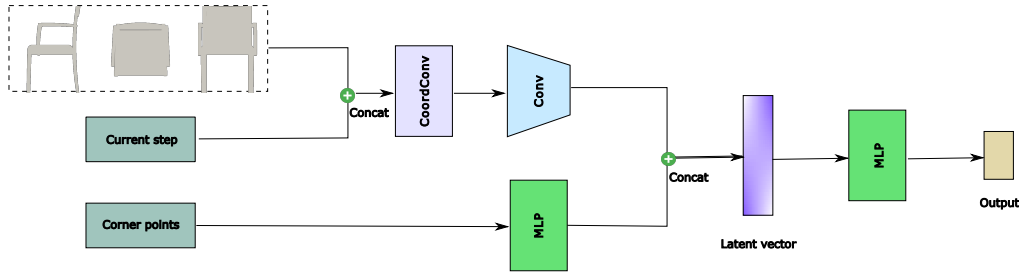 Current step
Concat
CoordConv
Conv
Corner points
MLP
Concat
Latent vector
MLP
Output